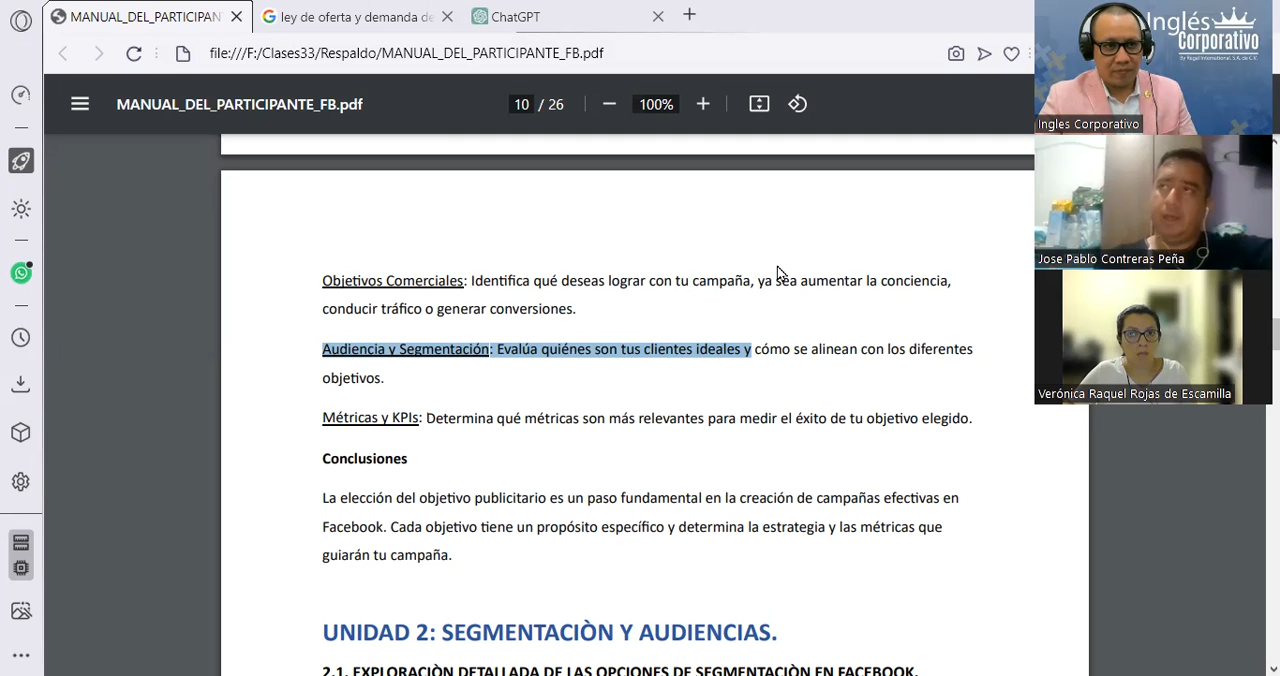 MANUAL_DEL_PARTICIPAN
ley de oferta y demanda de
ChatGPT
file:///F:/Clases33/Respaldo/MANUAL_DEL_PARTICIPANTE_FB.pdf
MANUAL_DEL_PARTICIPANTE_FB.pdf
10 / 26
100%
Inglés
Corporativo
By Regal International, S.A. de C.V.
Ingles Corporativo
Jose Pablo Contreras Peña
Verónica Raquel Rojas de Escamilla
Objetivos Comerciales: Identifica qué deseas lograr con tu campaña, ya sea aumentar la conciencia,
conducir tráfico o generar conversiones.
Audiencia y Segmentación: Evalúa quiénes son tus clientes ideales y cómo se alinean con los diferentes
objetivos.
Métricas y KPIs: Determina qué métricas son más relevantes para medir el éxito de tu objetivo elegido.
Conclusiones
La elección del objetivo publicitario es un paso fundamental en la creación de campañas efectivas en
Facebook. Cada objetivo tiene un propósito específico y determina la estrategia y las métricas que
guiarán tu campaña.
UNIDAD 2: SEGMENTACIÒN Y AUDIENCIAS.
2.1. EXPLORACIÒN DETALLADA DE LAS OPCIONES DE SEGMENTACIÒN EN FACEBOOK.